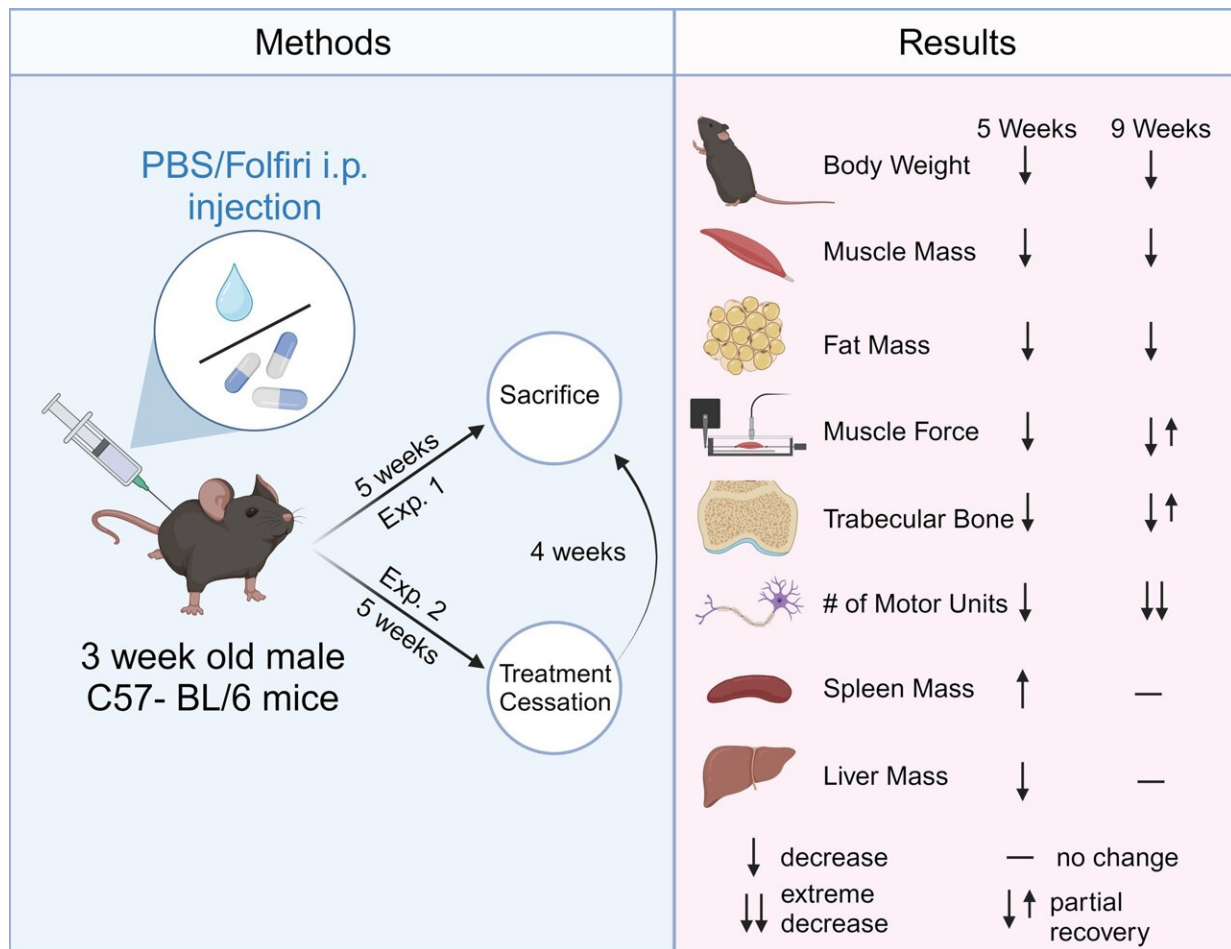 Methods
Results
PBS/Folfiri i.p.
injection
3 week old male
C57- BL/6 mice
5 weeks
Exp. 1
Exp. 2
5 weeks
Sacrifice
4 weeks
Treatment
Cessation
5 Weeks
9 Weeks
Body Weight ↓ ↓
Muscle Mass ↓ ↓
Fat Mass ↓ ↓
Muscle Force ↓ ↓↑
Trabecular Bone ↓ ↓↑
# of Motor Units ↓ ↓↓
Spleen Mass ↑ —
Liver Mass ↓ —
↓ decrease
— no change
↓↓ extreme
decrease
↓↑ partial
recovery